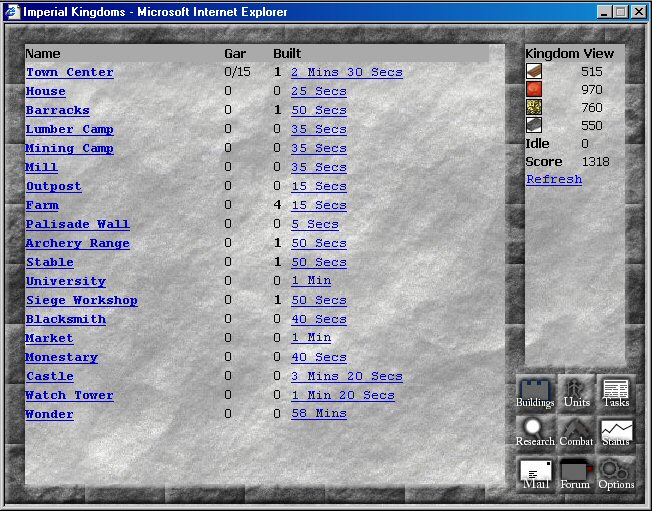 Imperial Kingdoms - Microsoft Internet Explorer
Name Gar Built
Town Center 0/15 1 2 Mins 30 Secs
House 0 0 25 Secs
Barracks 0 1 50 Secs
Lumber Camp 0 0 35 Secs
Mining Camp 0 0 35 Secs
Mill 0 0 35 Secs
Outpost 0 0 15 Secs
Farm 0 4 15 Secs
Palisade Wall 0 0 5 Secs
Archery Range 0 1 50 Secs
Stable 0 1 50 Secs
University 0 0 1 Min
Siege Workshop 0 1 50 Secs
Blacksmith 0 0 40 Secs
Market 0 0 1 Min
Monestary 0 0 40 Secs
Castle 0 0 3 Mins 20 Secs
Watch Tower 0 0 1 Min 20 Secs
Wonder 0 0 58 Mins
Kingdom View
515
970
760
550
Idle 0
Score 1318
Refresh
Buildings Units Tasks
Research Combat Status
Mail Forum Options